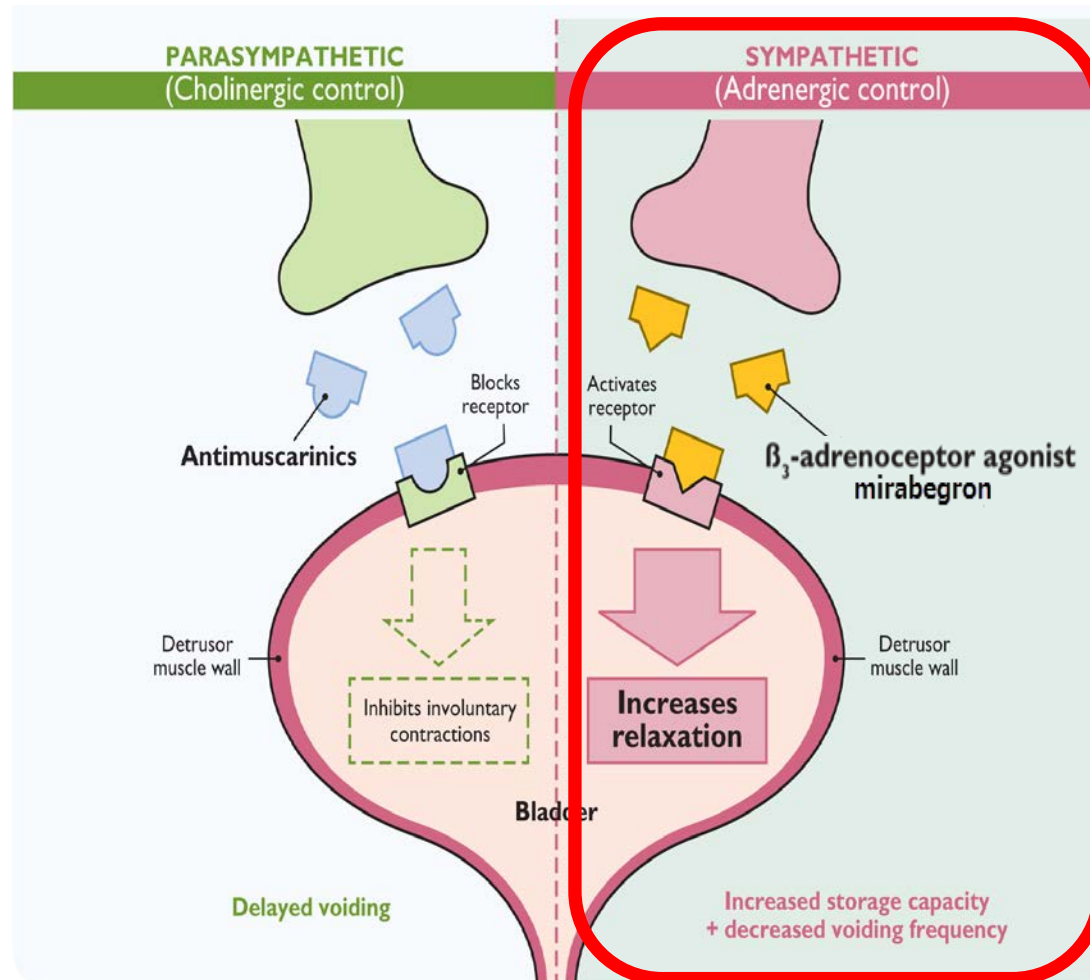 PARASYMPATHETIC
(Cholinergic control)
SYMPATHETIC
(Adrenergic control)
Blocks
receptor
Activates
receptor
Antimuscarinics
ß₃-adrenoceptor agonist
mirabegron
Detrusor
muscle wall
Inhibits involuntary
contractions
Increases
relaxation
Detrusor
muscle wall
Bladder
Delayed voiding
Increased storage capacity
+ decreased voiding frequency